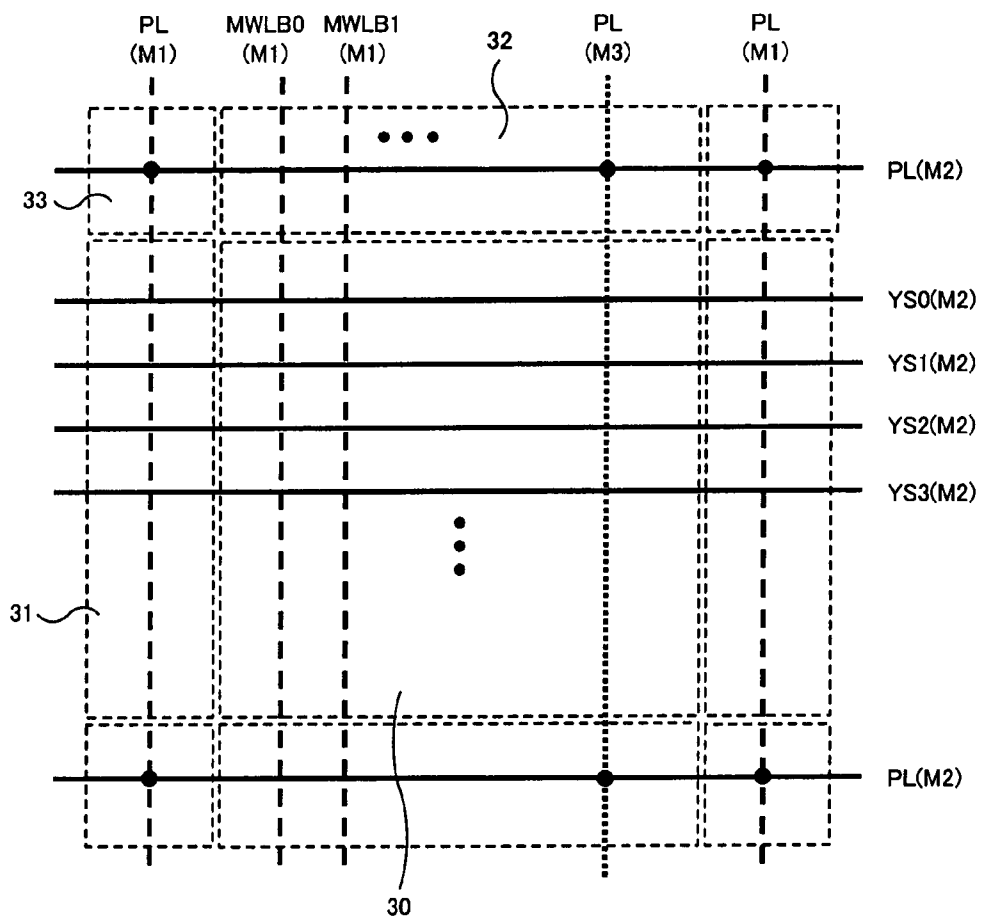 PL
(M1)
MWLB0
(M1)
MWLB1
(M1)
32
PL
(M3)
PL
(M1)
PL(M2)
33
YS0(M2)
YS1(M2)
YS2(M2)
YS3(M2)
31
PL(M2)
30